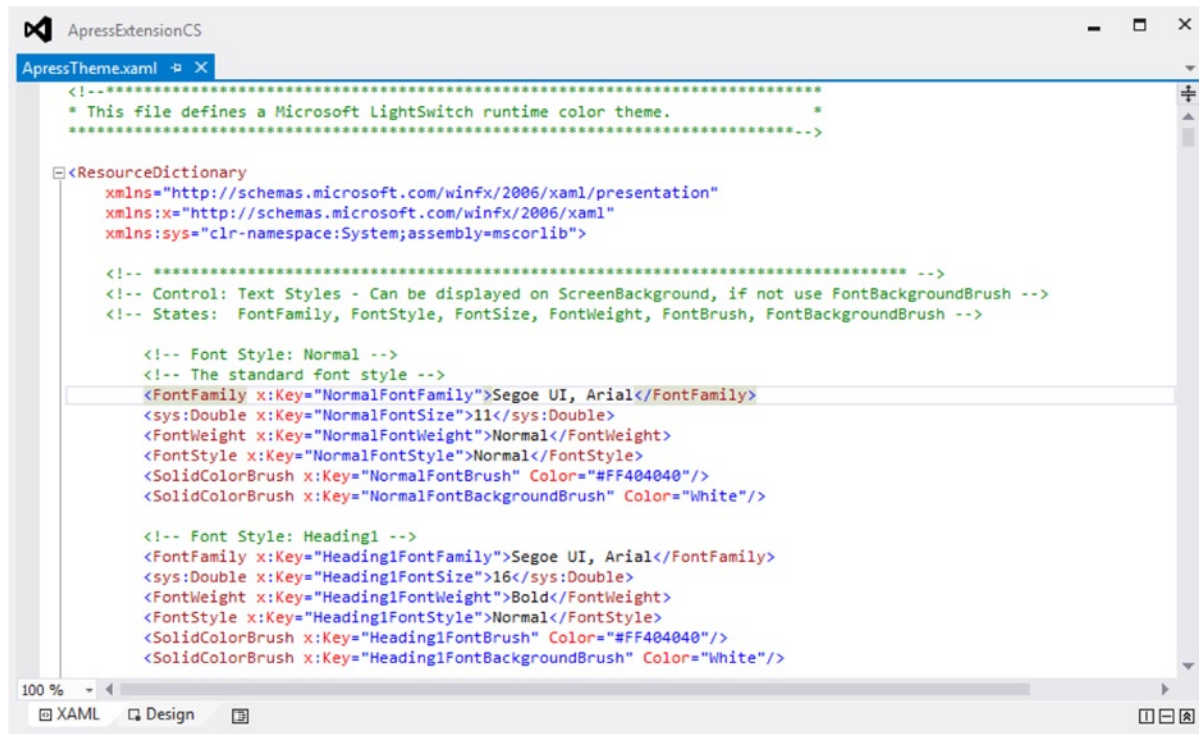 ApressExtensionCS
ApressTheme.xaml
<!--****************************************************************************
* This file defines a Microsoft LightSwitch runtime color theme.               *
*****************************************************************************-->
<ResourceDictionary
xmlns="http://schemas.microsoft.com/winfx/2006/xaml/presentation"
xmlns:x="http://schemas.microsoft.com/winfx/2006/xaml"
xmlns:sys="clr-namespace:System;assembly=mscorlib">
<!-- ******************************************************************************** -->
<!-- Control: Text Styles - Can be displayed on ScreenBackground, if not use FontBackgroundBrush -->
<!-- States:  FontFamily, FontStyle, FontSize, FontWeight, FontBrush, FontBackgroundBrush -->
<!-- Font Style: Normal -->
<!-- The standard font style -->
<FontFamily x:Key="NormalFontFamily">Segoe UI, Arial</FontFamily>
<sys:Double x:Key="NormalFontSize">11</sys:Double>
<FontWeight x:Key="NormalFontWeight">Normal</FontWeight>
<FontStyle x:Key="NormalFontStyle">Normal</FontStyle>
<SolidColorBrush x:Key="NormalFontBrush" Color="#FF404040"/>
<SolidColorBrush x:Key="NormalFontBackgroundBrush" Color="White"/>
<!-- Font Style: Heading1 -->
<FontFamily x:Key="Heading1FontFamily">Segoe UI, Arial</FontFamily>
<sys:Double x:Key="Heading1FontSize">16</sys:Double>
<FontWeight x:Key="Heading1FontWeight">Bold</FontWeight>
<FontStyle x:Key="Heading1FontStyle">Normal</FontStyle>
<SolidColorBrush x:Key="Heading1FontBrush" Color="#FF404040"/>
<SolidColorBrush x:Key="Heading1FontBackgroundBrush" Color="White"/>
100 %
XAML Design